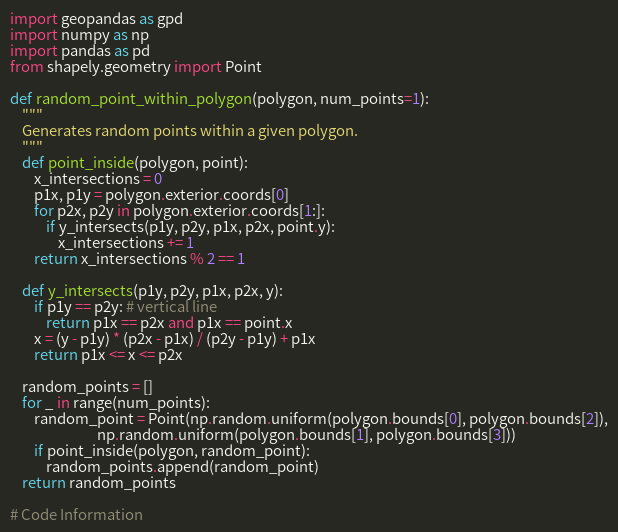 import geopandas as gpd
import numpy as np
import pandas as pd
from shapely.geometry import Point

def random_point_within_polygon(polygon, num_points=1):
    """
    Generates random points within a given polygon.
    """
    def point_inside(polygon, point):
        x_intersections = 0
        p1x, p1y = polygon.exterior.coords[0]
        for p2x, p2y in polygon.exterior.coords[1:]:
            if y_intersects(p1y, p2y, p1x, p2x, point.y):
                x_intersections += 1
        return x_intersections % 2 == 1

    def y_intersects(p1y, p2y, p1x, p2x, y):
        if p1y == p2y: # vertical line
            return p1x == p2x and p1x == point.x
        x = (y - p1y) * (p2x - p1x) / (p2y - p1y) + p1x
        return p1x <= x <= p2x

    random_points = []
    for _ in range(num_points):
        random_point = Point(np.random.uniform(polygon.bounds[0], polygon.bounds[2]),
                             np.random.uniform(polygon.bounds[1], polygon.bounds[3]))
        if point_inside(polygon, random_point):
            random_points.append(random_point)
    return random_points

# Code Information